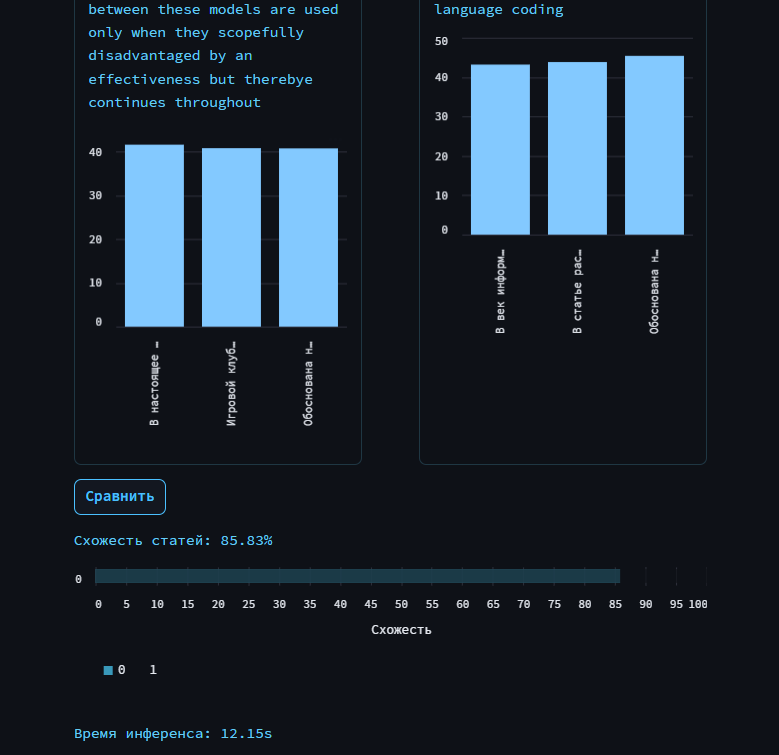 between these models are used
only when they scopefully
disadvantaged by an
effectiveness but therebye
continues throughout
40
30
20
10
0
В настоящее …
Игровой клуб…
Обоснована н…
language coding
50
40
30
20
10
0
В век информ…
В статье рас…
Обоснована н…
Сравнить
Схожесть статей: 85.83%
0
0 5 10 15 20 25 30 35 40 45 50 55 60 65 70 75 80 85 90 95 100
Схожесть
0 1
Время инференса: 12.15s